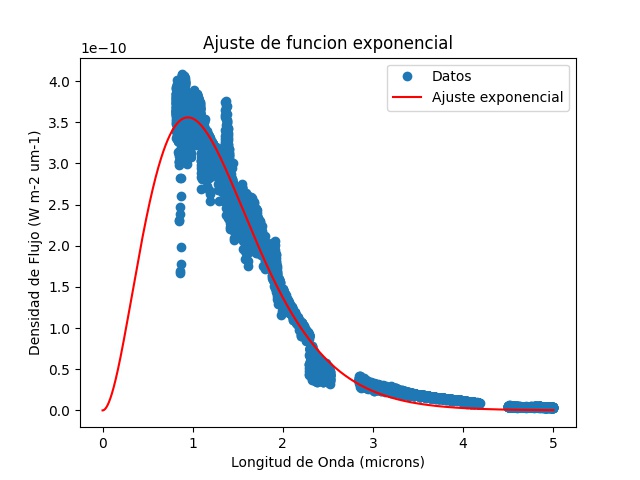 Ajuste de funcion exponencial
1e−10
Datos
Ajuste exponencial
4.0
3.5
3.0
2.5
2.0
1.5
1.0
0.5
0.0
Densidad de Flujo (W m-2 um-1)
0 1 2 3 4 5
Longitud de Onda (microns)